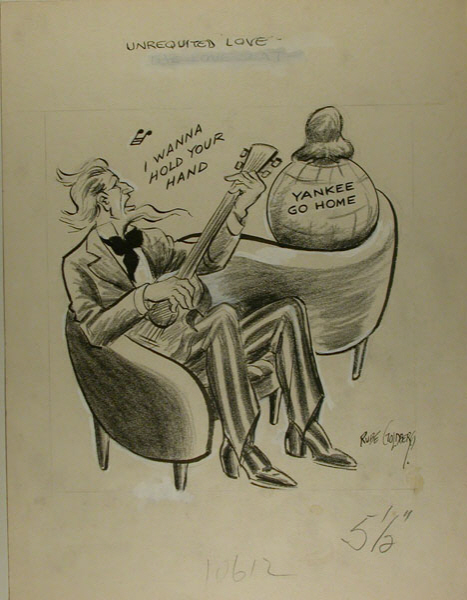 UNREQUITED LOVE -
I WANNA
HOLD YOUR
HAND
YANKEE
GO HOME
RUBE GOLDBERG
5 1/2"
10612